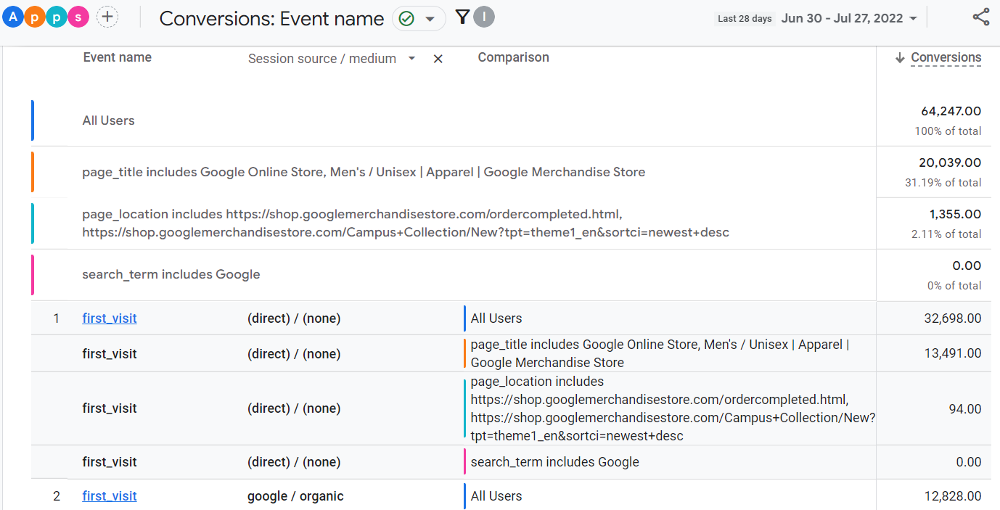 A p p s +
Conversions: Event name
I
Last 28 days Jun 30 - Jul 27, 2022
Event name Session source / medium Comparison Conversions
All Users 64,247.00
100% of total
page_title includes Google Online Store, Men's / Unisex | Apparel | Google Merchandise Store 20,039.00
31.19% of total
page_location includes https://shop.googlemerchandisestore.com/ordercompleted.html, 1,355.00
https://shop.googlemerchandisestore.com/Campus+Collection/New?tpt=theme1_en&sortci=newest+desc 2.11% of total
search_term includes Google 0.00
0% of total
1 first_visit (direct) / (none) All Users 32,698.00
first_visit (direct) / (none) page_title includes Google Online Store, Men's / Unisex | Apparel | 13,491.00
Google Merchandise Store
page_location includes
https://shop.googlemerchandisestore.com/ordercompleted.html,
first_visit (direct) / (none) https://shop.googlemerchandisestore.com/Campus+Collection/New? 94.00
tpt=theme1_en&sortci=newest+desc
first_visit (direct) / (none) search_term includes Google 0.00
2 first_visit google / organic All Users 12,828.00